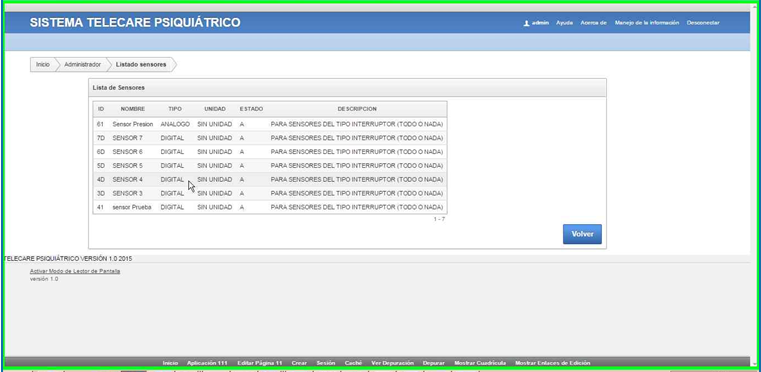 SISTEMA TELECARE PSIQUIÁTRICO
admin Ayuda Acerca de Manejo de la información Desconectar
Inicio Administrador Listado sensores
Lista de Sensores
ID NOMBRE TIPO UNIDAD ESTADO DESCRIPCION
61 Sensor Presion ANALOGO SIN UNIDAD A PARA SENSORES DEL TIPO INTERRUPTOR (TODO O NADA)
7D SENSOR 7 DIGITAL SIN UNIDAD A PARA SENSORES DEL TIPO INTERRUPTOR (TODO O NADA)
6D SENSOR 6 DIGITAL SIN UNIDAD A PARA SENSORES DEL TIPO INTERRUPTOR (TODO O NADA)
5D SENSOR 5 DIGITAL SIN UNIDAD A PARA SENSORES DEL TIPO INTERRUPTOR (TODO O NADA)
4D SENSOR 4 DIGITAL SIN UNIDAD A PARA SENSORES DEL TIPO INTERRUPTOR (TODO O NADA)
3D SENSOR 3 DIGITAL SIN UNIDAD A PARA SENSORES DEL TIPO INTERRUPTOR (TODO O NADA)
41 sensor Prueba DIGITAL SIN UNIDAD A PARA SENSORES DEL TIPO INTERRUPTOR (TODO O NADA)
1 - 7
Volver
TELECARE PSIQUIÁTRICO VERSIÓN 1.0 2015
Activar Modo de Lector de Pantalla
versión 1.0
Inicio Aplicación 111 Editar Página 11 Crear Sesión Caché Ver Depuración Depurar Mostrar Cuadrícula Mostrar Enlaces de Edición